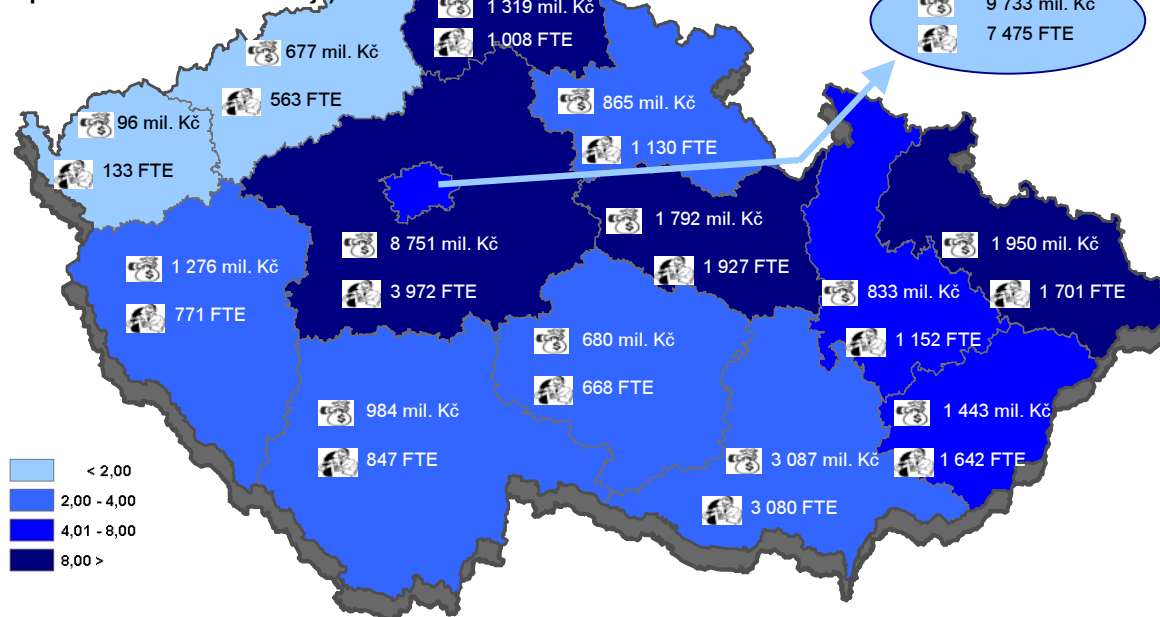 1 319 mil. Kč
1 008 FTE
9 733 mil. Kč
7 475 FTE
677 mil. Kč
563 FTE
96 mil. Kč
133 FTE
865 mil. Kč
1 130 FTE
8 751 mil. Kč
3 972 FTE
1 792 mil. Kč
1 927 FTE
1 950 mil. Kč
1 701 FTE
1 276 mil. Kč
771 FTE
833 mil. Kč
1 152 FTE
680 mil. Kč
668 FTE
984 mil. Kč
847 FTE
1 443 mil. Kč
1 642 FTE
3 087 mil. Kč
3 080 FTE
< 2,00
2,00 - 4,00
4,01 - 8,00
8,00 >